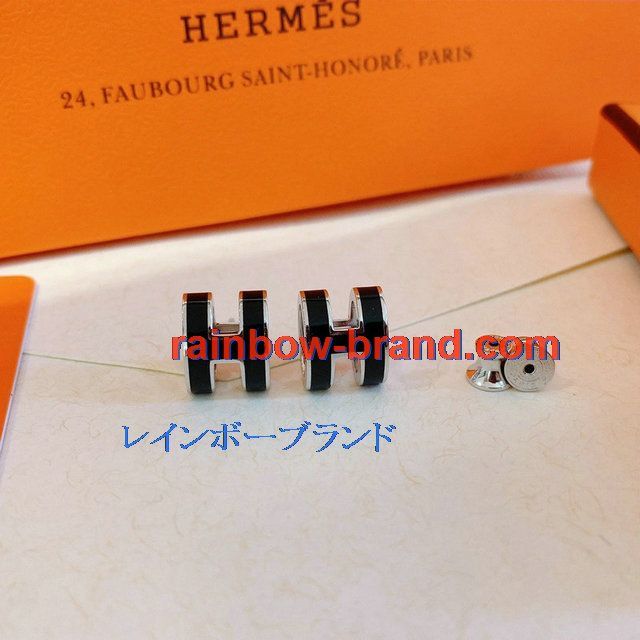 HERMÈS
24, FAUBOURG SAINT-HONORÉ, PARIS
rainbow-brand.com
レインボーブランド